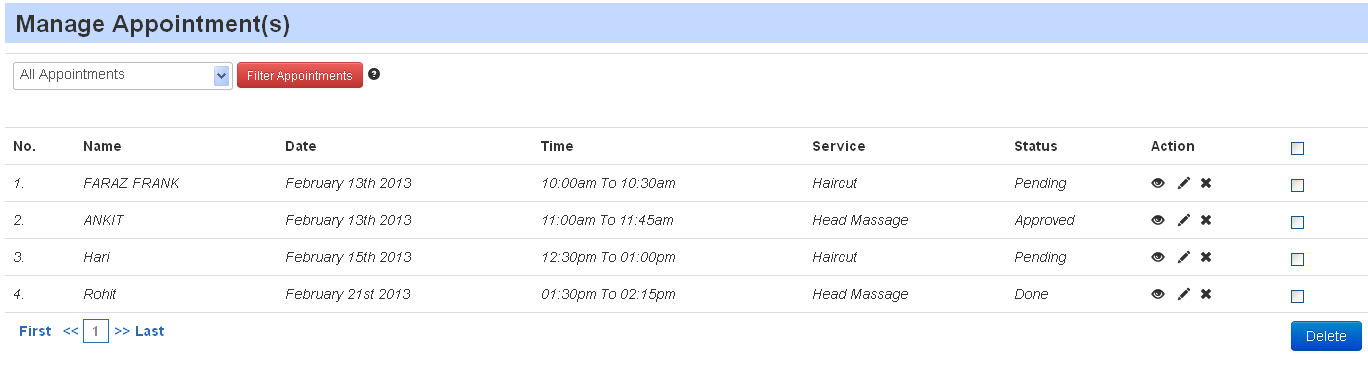 Manage Appointment(s)
All Appointments Filter Appointments ?
No. Name Date Time Service Status Action
1. FARAZ FRANK February 13th 2013 10:00am To 10:30am Haircut Pending
2. ANKIT February 13th 2013 11:00am To 11:45am Head Massage Approved
3. Hari February 15th 2013 12:30pm To 01:00pm Haircut Pending
4. Rohit February 21st 2013 01:30pm To 02:15pm Head Massage Done
First << 1 >> Last Delete